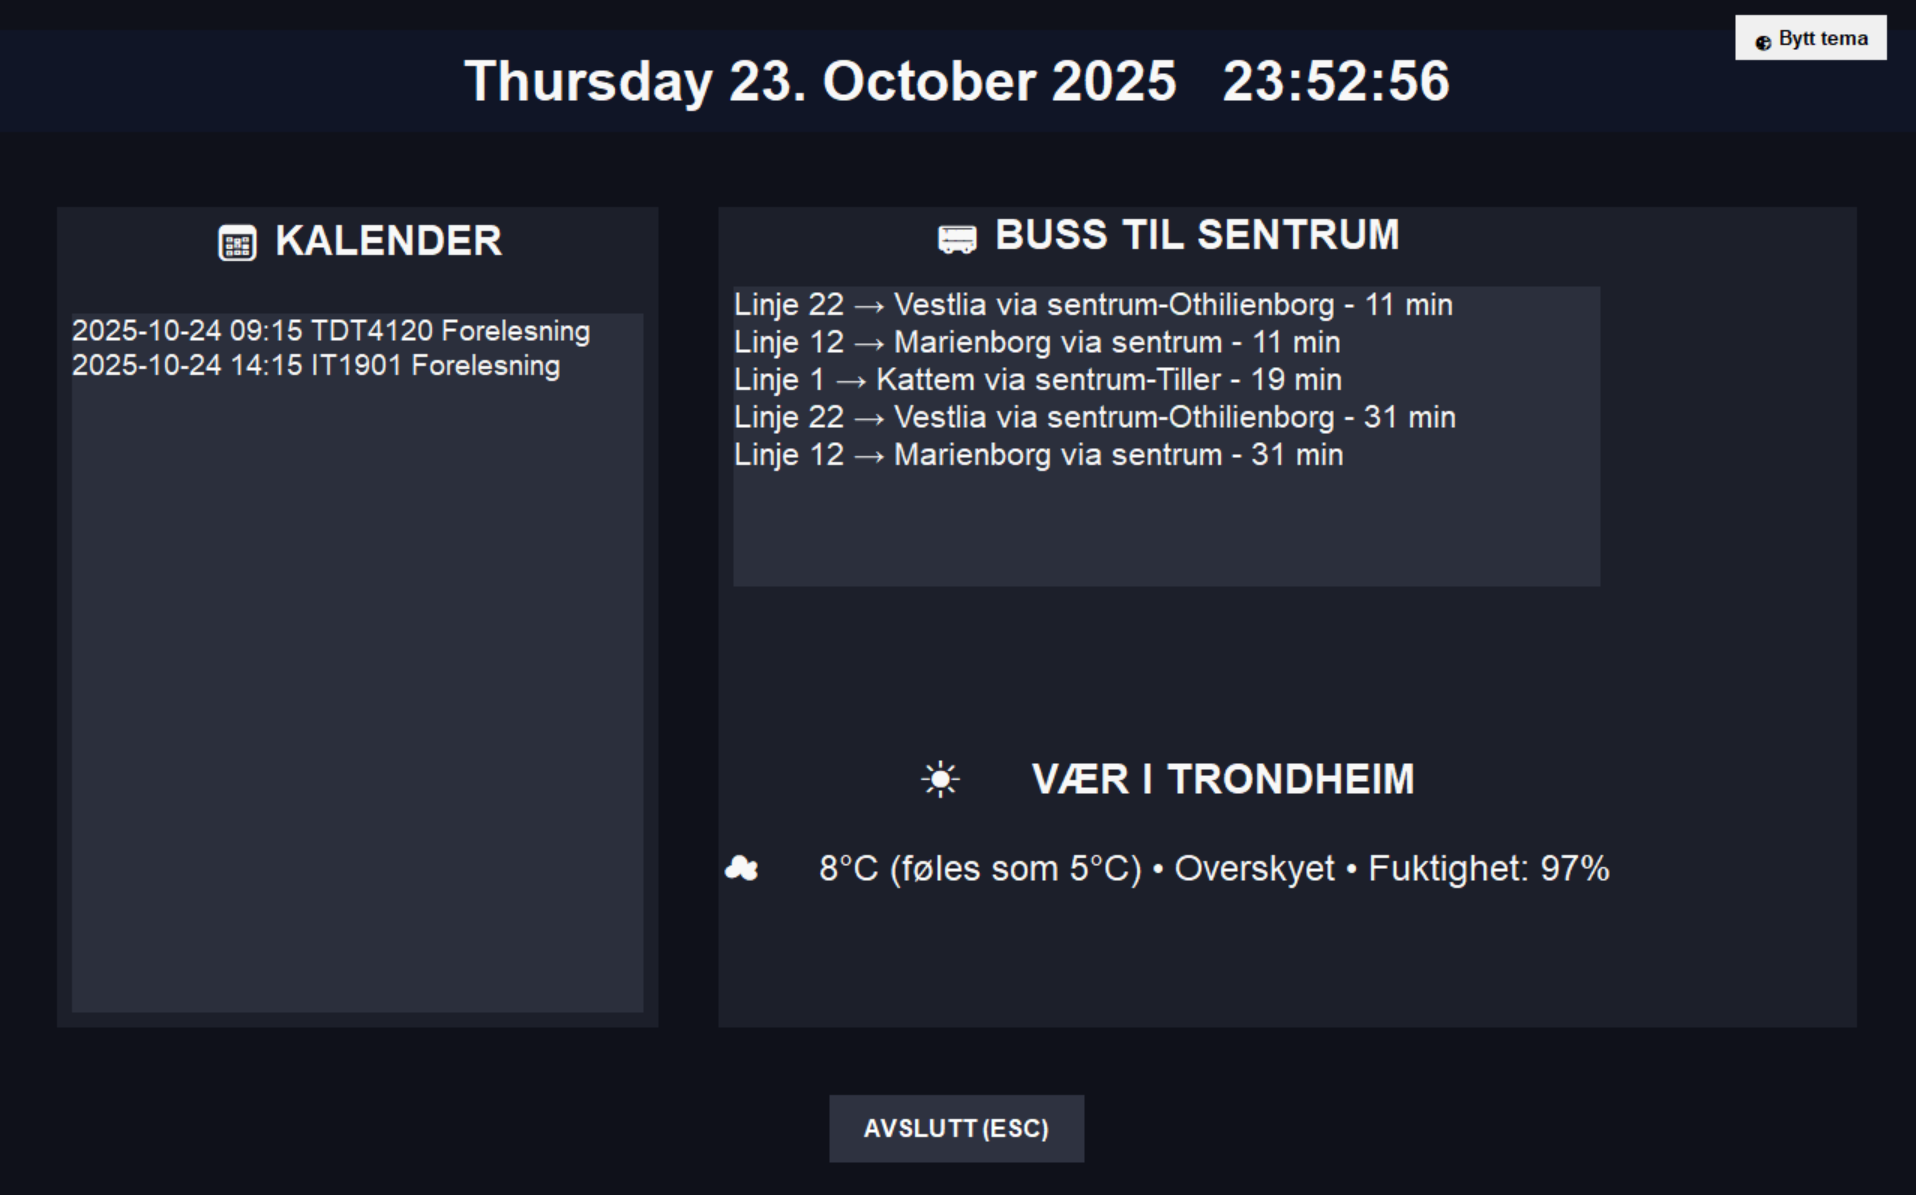 Bytt tema
Thursday 23. October 2025 23:52:56
KALENDER
2025-10-24 09:15 TDT4120 Forelesning
2025-10-24 14:15 IT1901 Forelesning
BUSS TIL SENTRUM
Linje 22 → Vestlia via sentrum-Othilienborg - 11 min
Linje 12 → Marienborg via sentrum - 11 min
Linje 1 → Kattem via sentrum-Tiller - 19 min
Linje 22 → Vestlia via sentrum-Othilienborg - 31 min
Linje 12 → Marienborg via sentrum - 31 min
VÆR I TRONDHEIM
8°C (føles som 5°C) • Overskyet • Fuktighet: 97%
AVSLUTT (ESC)